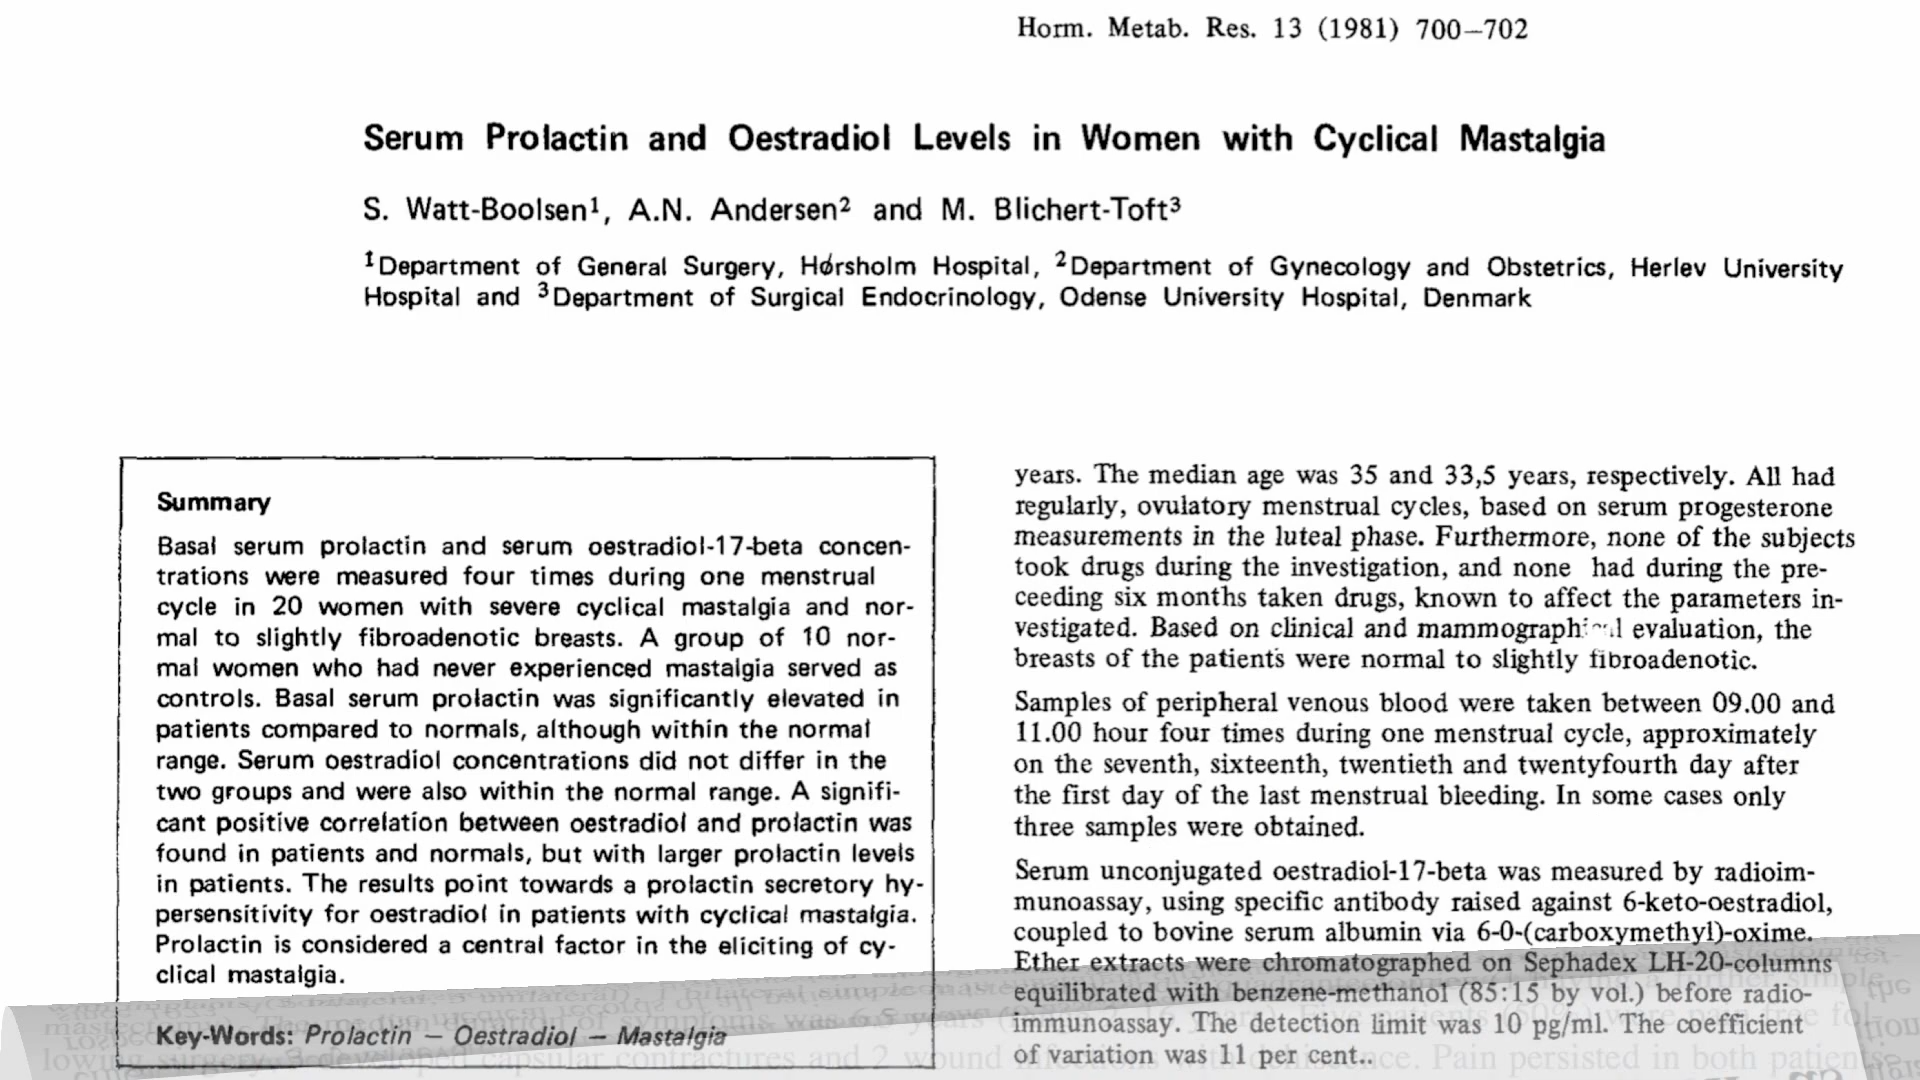 Horm. Metab. Res. 13 (1981) 700–702
Serum Prolactin and Oestradiol Levels in Women with Cyclical Mastalgia
S. Watt-Boolsen¹, A.N. Andersen² and M. Blichert-Toft³
¹Department of General Surgery, Hørsholm Hospital, ²Department of Gynecology and Obstetrics, Herlev University
Hospital and ³Department of Surgical Endocrinology, Odense University Hospital, Denmark
Summary
Basal serum prolactin and serum oestradiol-17-beta concen-
trations were measured four times during one menstrual
cycle in 20 women with severe cyclical mastalgia and nor-
mal to slightly fibroadenotic breasts. A group of 10 nor-
mal women who had never experienced mastalgia served as
controls. Basal serum prolactin was significantly elevated in
patients compared to normals, although within the normal
range. Serum oestradiol concentrations did not differ in the
two groups and were also within the normal range. A signifi-
cant positive correlation between oestradiol and prolactin was
found in patients and normals, but with larger prolactin levels
in patients. The results point towards a prolactin secretory hy-
persensitivity for oestradiol in patients with cyclical mastalgia.
Prolactin is considered a central factor in the eliciting of cy-
clical mastalgia.
Key-Words: Prolactin – Oestradiol – Mastalgia
years. The median age was 35 and 33,5 years, respectively. All had
regularly, ovulatory menstrual cycles, based on serum progesterone
measurements in the luteal phase. Furthermore, none of the subjects
took drugs during the investigation, and none had during the pre-
ceeding six months taken drugs, known to affect the parameters in-
vestigated. Based on clinical and mammographical evaluation, the
breasts of the patients were normal to slightly fibroadenotic.
Samples of peripheral venous blood were taken between 09.00 and
11.00 hour four times during one menstrual cycle, approximately
on the seventh, sixteenth, twentieth and twentyfourth day after
the first day of the last menstrual bleeding. In some cases only
three samples were obtained.
Serum unconjugated oestradiol-17-beta was measured by radioim-
munoassay, using specific antibody raised against 6-keto-oestradiol,
coupled to bovine serum albumin via 6-0-(carboxymethyl)-oxime.
Ether extracts were chromatographed on Sephadex LH-20-columns
equilibrated with benzene-methanol (85:15 by vol.) before radio-
immunoassay. The detection limit was 10 pg/ml. The coefficient
of variation was 11 per cent..
capsular contractures and 2 wound Pain persisted in both